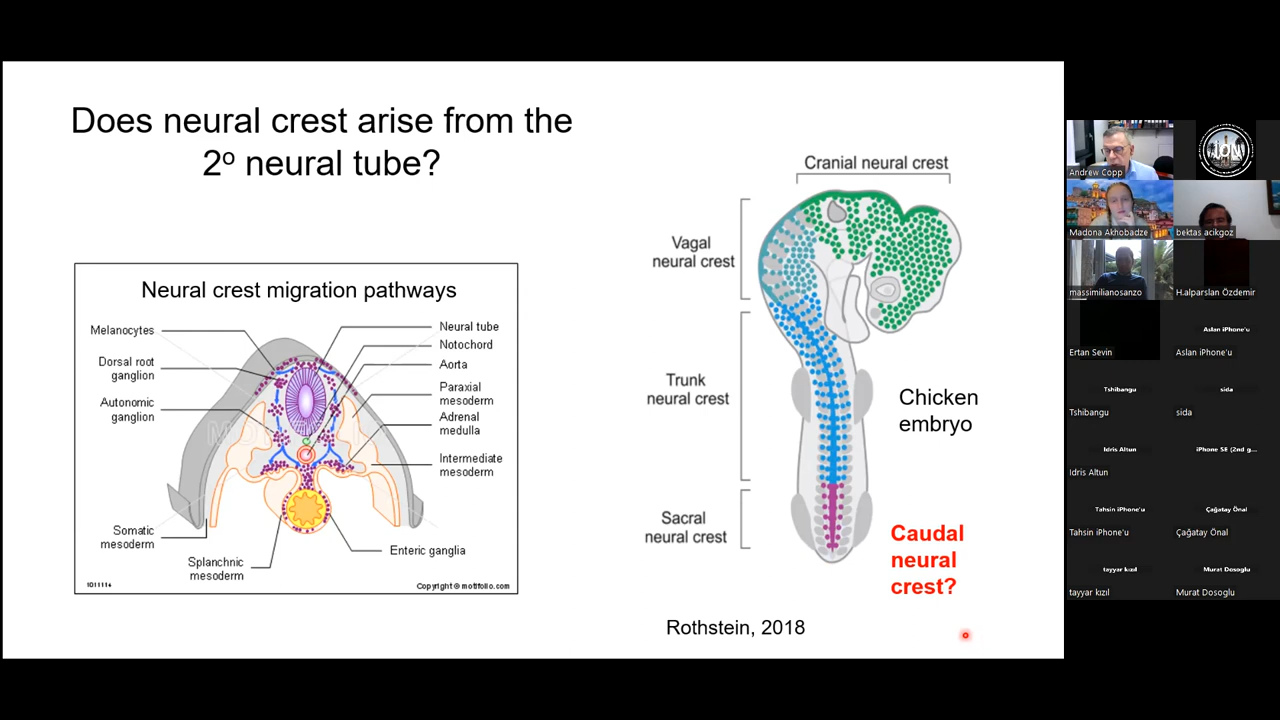 Does neural crest arise from the
2º neural tube?
Neural crest migration pathways
Melanocytes
Dorsal root
ganglion
Autonomic
ganglion
Somatic
mesoderm
Splanchnic
mesoderm
Neural tube
Notochord
Aorta
Paraxial
mesoderm
Adrenal
medulla
Intermediate
mesoderm
Enteric ganglia
Copyright © motifolio.com
Cranial neural crest
Vagal
neural crest
Trunk
neural crest
Sacral
neural crest
Chicken
embryo
Caudal
neural
crest?
Rothstein, 2018
Andrew Copp
Madona Akhobadze
bektas acikgoz
massimilianosanzo
H.alparslan Özdemir
Ertan Sevin
Aslan iPhone'u
Aslan iPhone'u
Tshibangu
Tshibangu
sida
sida
Idris Altun
Idris Altun
iPhone SE (2nd g...
Tahsin iPhone'u
Tahsin iPhone'u
Çağatay Önal
Çağatay Önal
tayyar kızıl
tayyar kızıl
Murat Dosoglu
Murat Dosoglu